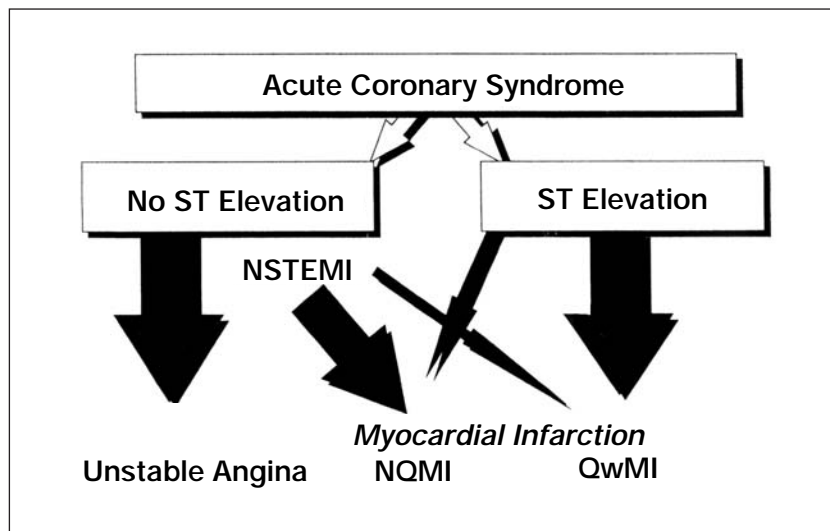 Acute Coronary Syndrome
No ST Elevation
ST Elevation
NSTEMI
Myocardial Infarction
Unstable Angina
NQMI
QwMI